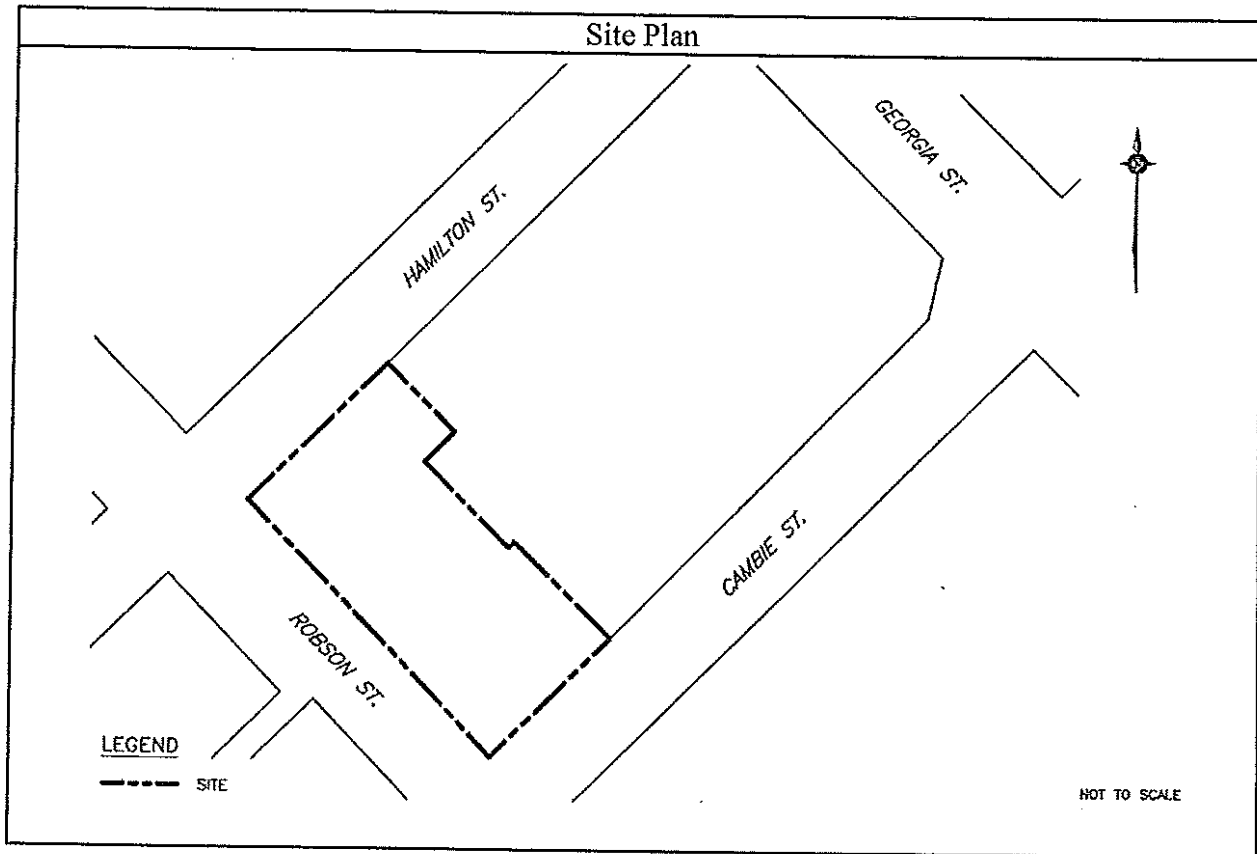 Site Plan
GEORGIA ST.
HAMILTON ST.
CAMBIE ST.
ROBSON ST.
LEGEND
SITE
NOT TO SCALE